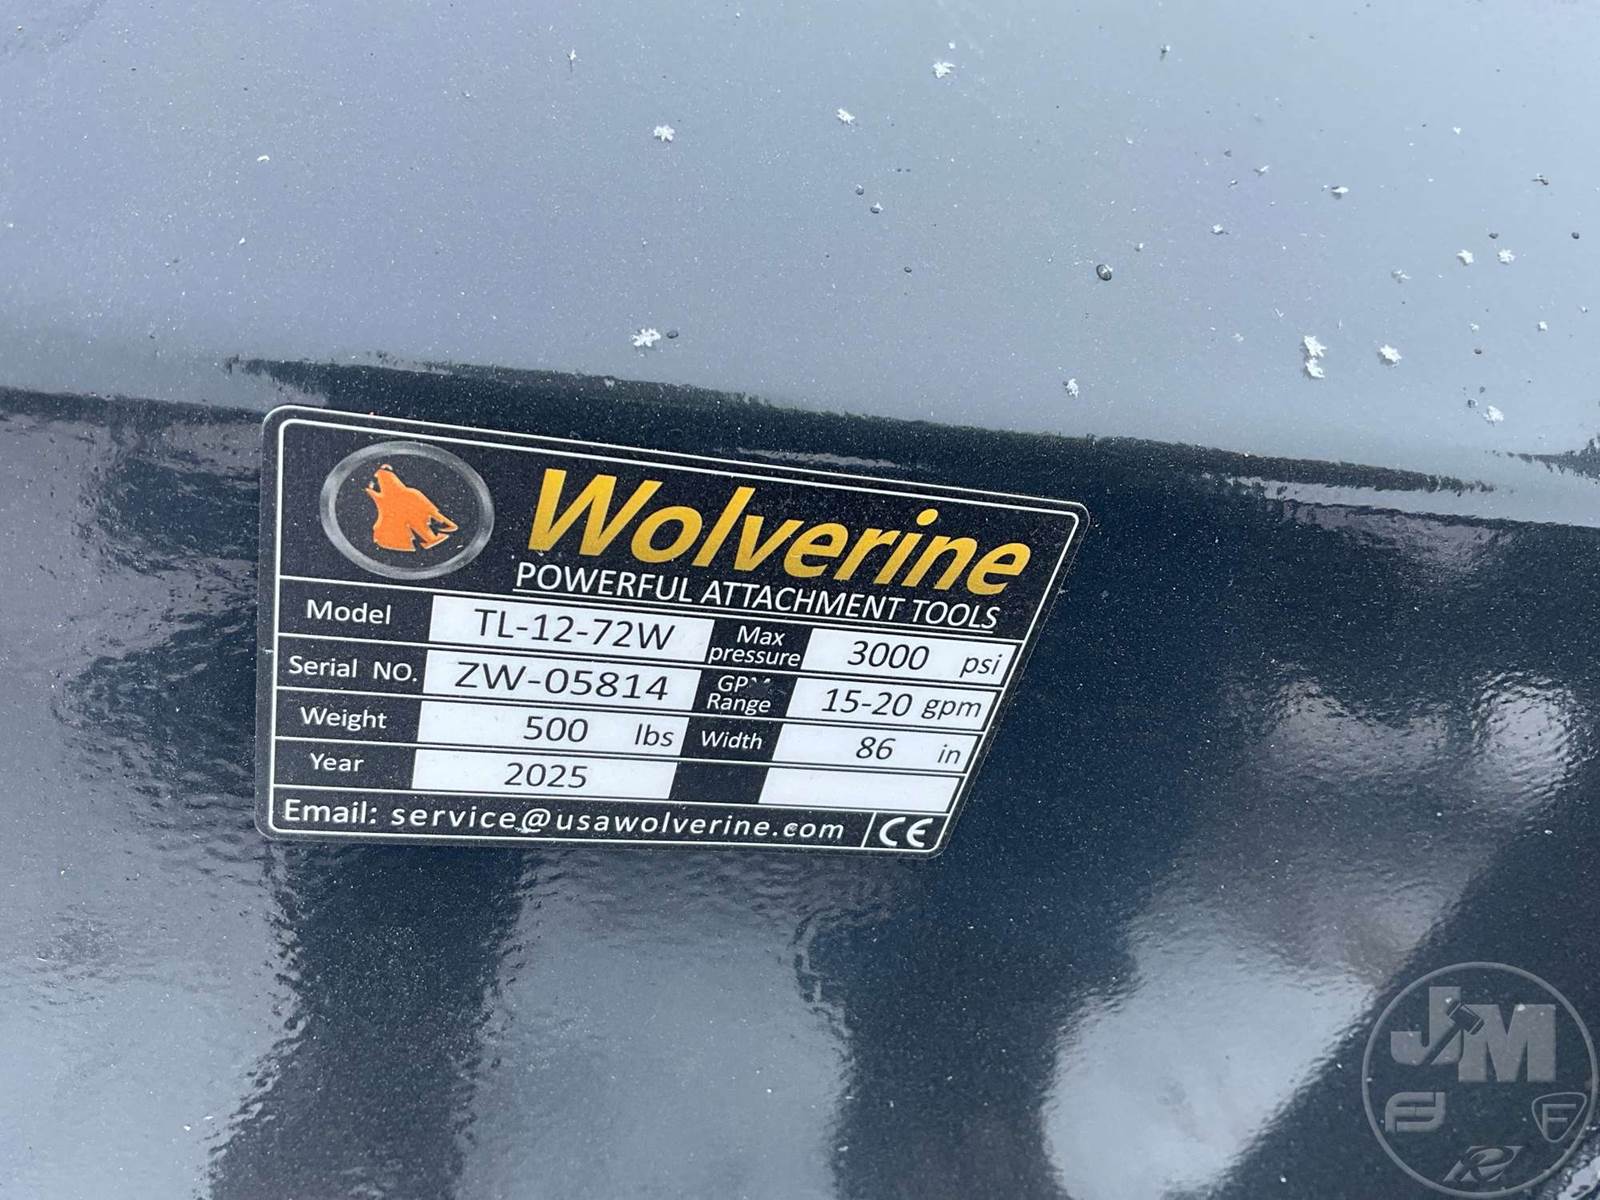 Wolverine
POWERFUL ATTACHMENT TOOLS
Model TL-12-72W Max pressure 3000 psi
Serial NO. ZW-05814 Range 15-20 gpm
Weight 500 lbs Width 86 in
Year 2025
Email: service@usawolverine.com CE
JM